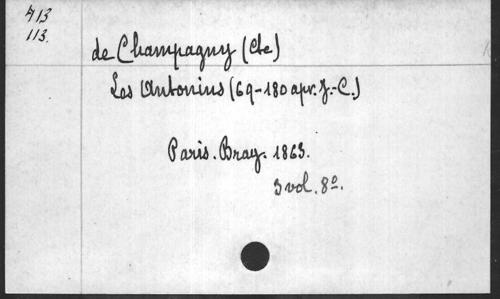 413
113.
de Champagny (Cte)
Les Antonins (69-180 apr. J.-C.)
Paris. Bray. 1863.
3 vol. 8º.